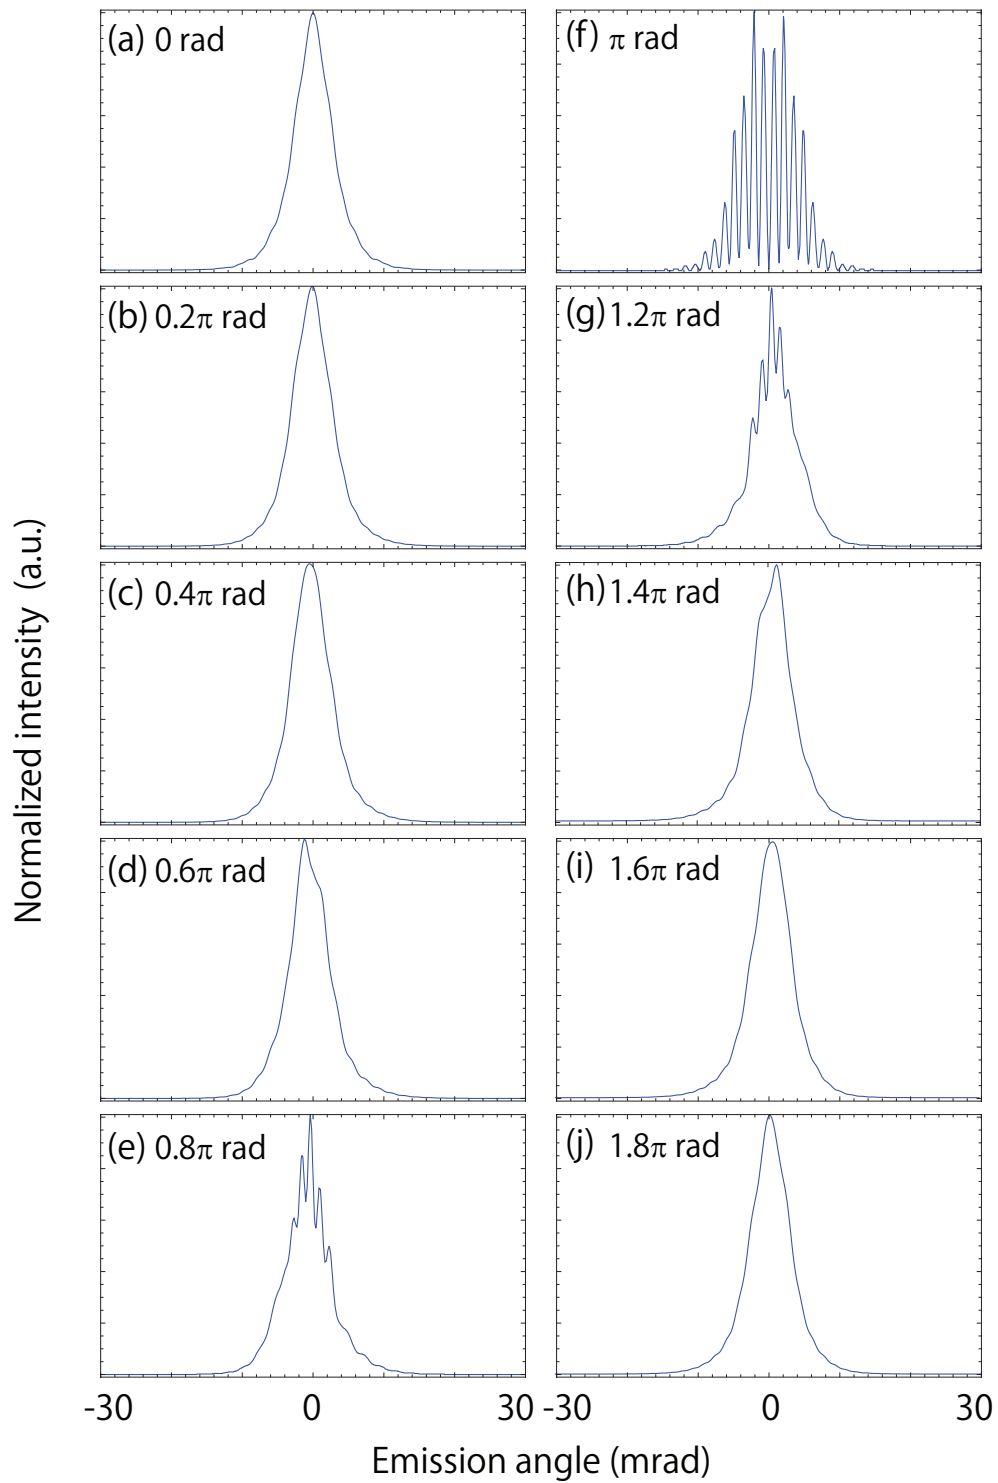 (a) 0 rad
(b) 0.2π rad
(c) 0.4π rad
(d) 0.6π rad
(e) 0.8π rad
(f) π rad
(g) 1.2π rad
(h) 1.4π rad
(i) 1.6π rad
(j) 1.8π rad
Normalized intensity (a.u.)
-30 0 30 -30 0 30
Emission angle (mrad)